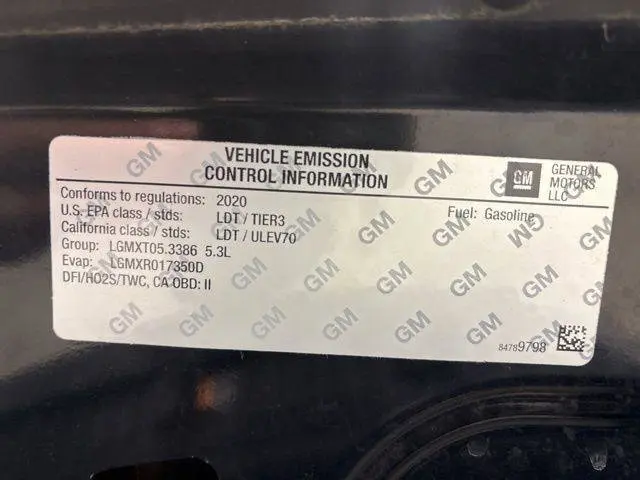 VEHICLE EMISSION
CONTROL INFORMATION
GM
GENERAL
MOTORS
LLC
Conforms to regulations: 2020
U.S. EPA class / stds: LDT / TIER3
Fuel: Gasoline
California class / stds: LDT / ULEV70
Group: LGMXT05.3386 5.3L
Evap: LGMXR017350D
DFI/HO2S/TWC, CA OBD: II
84789798